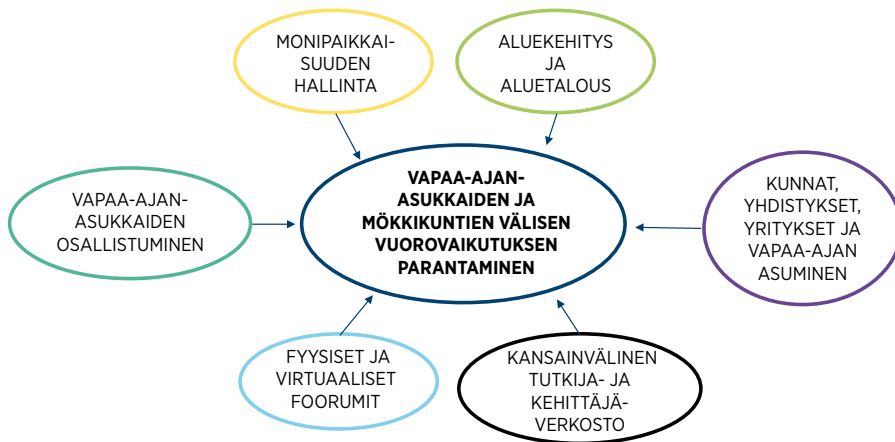 MONIPAIKKAI-
SUUDEN
HALLINTA
ALUEKEHITYS
JA
ALUETALOUS
VAPAA-AJAN-
ASUKKAIDEN
OSALLISTUMINEN
VAPAA-AJAN-
ASUKKAIDEN JA
MÖKKIKUNTIEN VÄLISEN
VUOROVAIKUTUKSEN
PARANTAMINEN
KUNNAT,
YHDISTYKSET,
YRITYKSET JA
VAPAA-AJAN
ASUMINEN
FYYSISET JA
VIRTUAALISET
FOORUMIT
KANSAINVÄLINEN
TUTKIJA- JA
KEHITTÄJÄ-
VERKOSTO